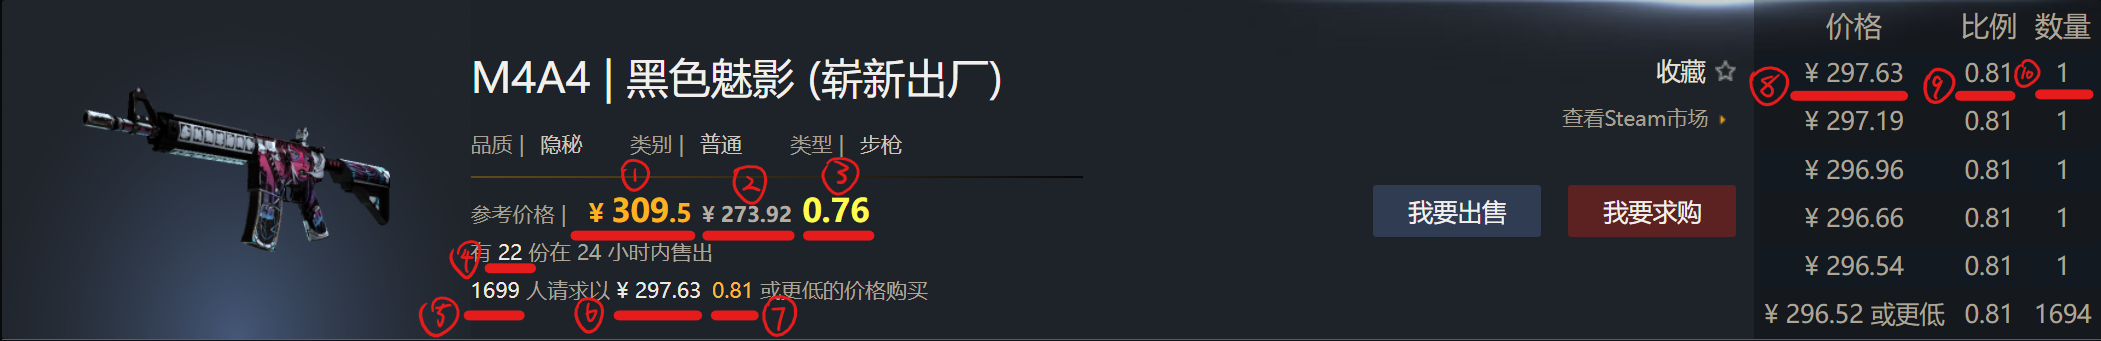 M4A4 | 黑色魅影 (崭新出厂)
收藏
查看Steam市场
品质 | 隐秘 类别 | 普通 类型 | 步枪
① ② ③
参考价格 | ¥ 309.5 ¥ 273.92 0.76
④ 有 22 份在 24 小时内售出
1699 人请求以 ¥ 297.63 0.81 或更低的价格购买
⑤ ⑥ ⑦
我要出售 我要求购
价格 比例 数量
⑧ ¥ 297.63 ⑨ 0.81 ⑩ 1
¥ 297.19 0.81 1
¥ 296.96 0.81 1
¥ 296.66 0.81 1
¥ 296.54 0.81 1
¥ 296.52 或更低 0.81 1694